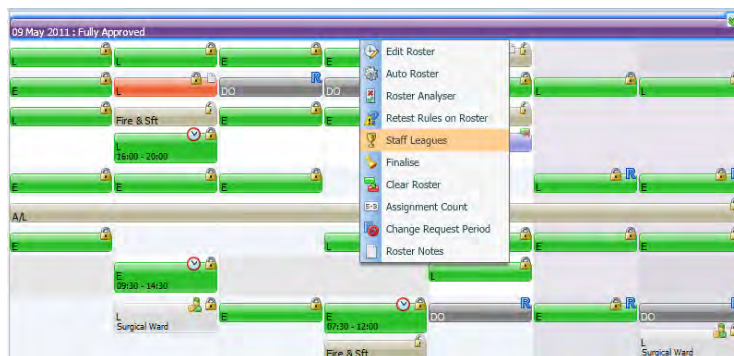 09 May 2011 : Fully Approved
L L E E
Edit Roster
E L DO DO L L
Auto Roster
Roster Analyser
L Fire & Sft E E
Retest Rules on Roster
L
16:00 - 20:00
Staff Leagues
Finalise
E E E L E
Clear Roster
A/L
Assignment Count
E L E E
Change Request Period
Roster Notes
E
09:30 - 14:30
L
L
Surgical Ward
E E
07:30 - 12:00
DO E DO
L
Surgical Ward
Fire & Sft